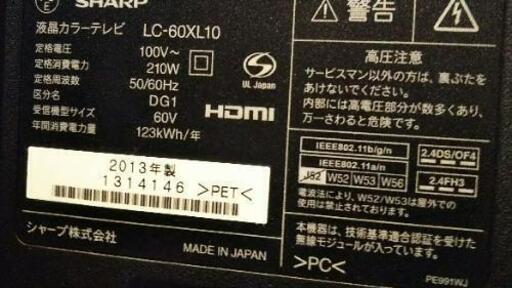 SHARP
液晶カラーテレビ LC-60XL10
定格電圧 100V～
定格消費電力 210W
定格周波数 50/60Hz
区分名 DG1
受信機型サイズ 60V
年間消費電力量 123kWh/年
UL Japan
HDMI
2013年製
1314146
>PET<
シャープ株式会社
MADE IN JAPAN
警告
高圧注意
サービスマン以外の方は、裏ぶたを
あけないでください。
内部には高電圧部分が数多くあり、
万一さわると危険です。
IEEE802.11b/g/n
IEEE802.11a/n
J52 W52 W53 W56
2.4DS/OF4
2.4FH3
電波法により、W52/W53は屋外での
使用は禁止されております。
本機器は、技術基準適合認証を受けた
無線モジュールが入っています。
>PC<
PE991WJ